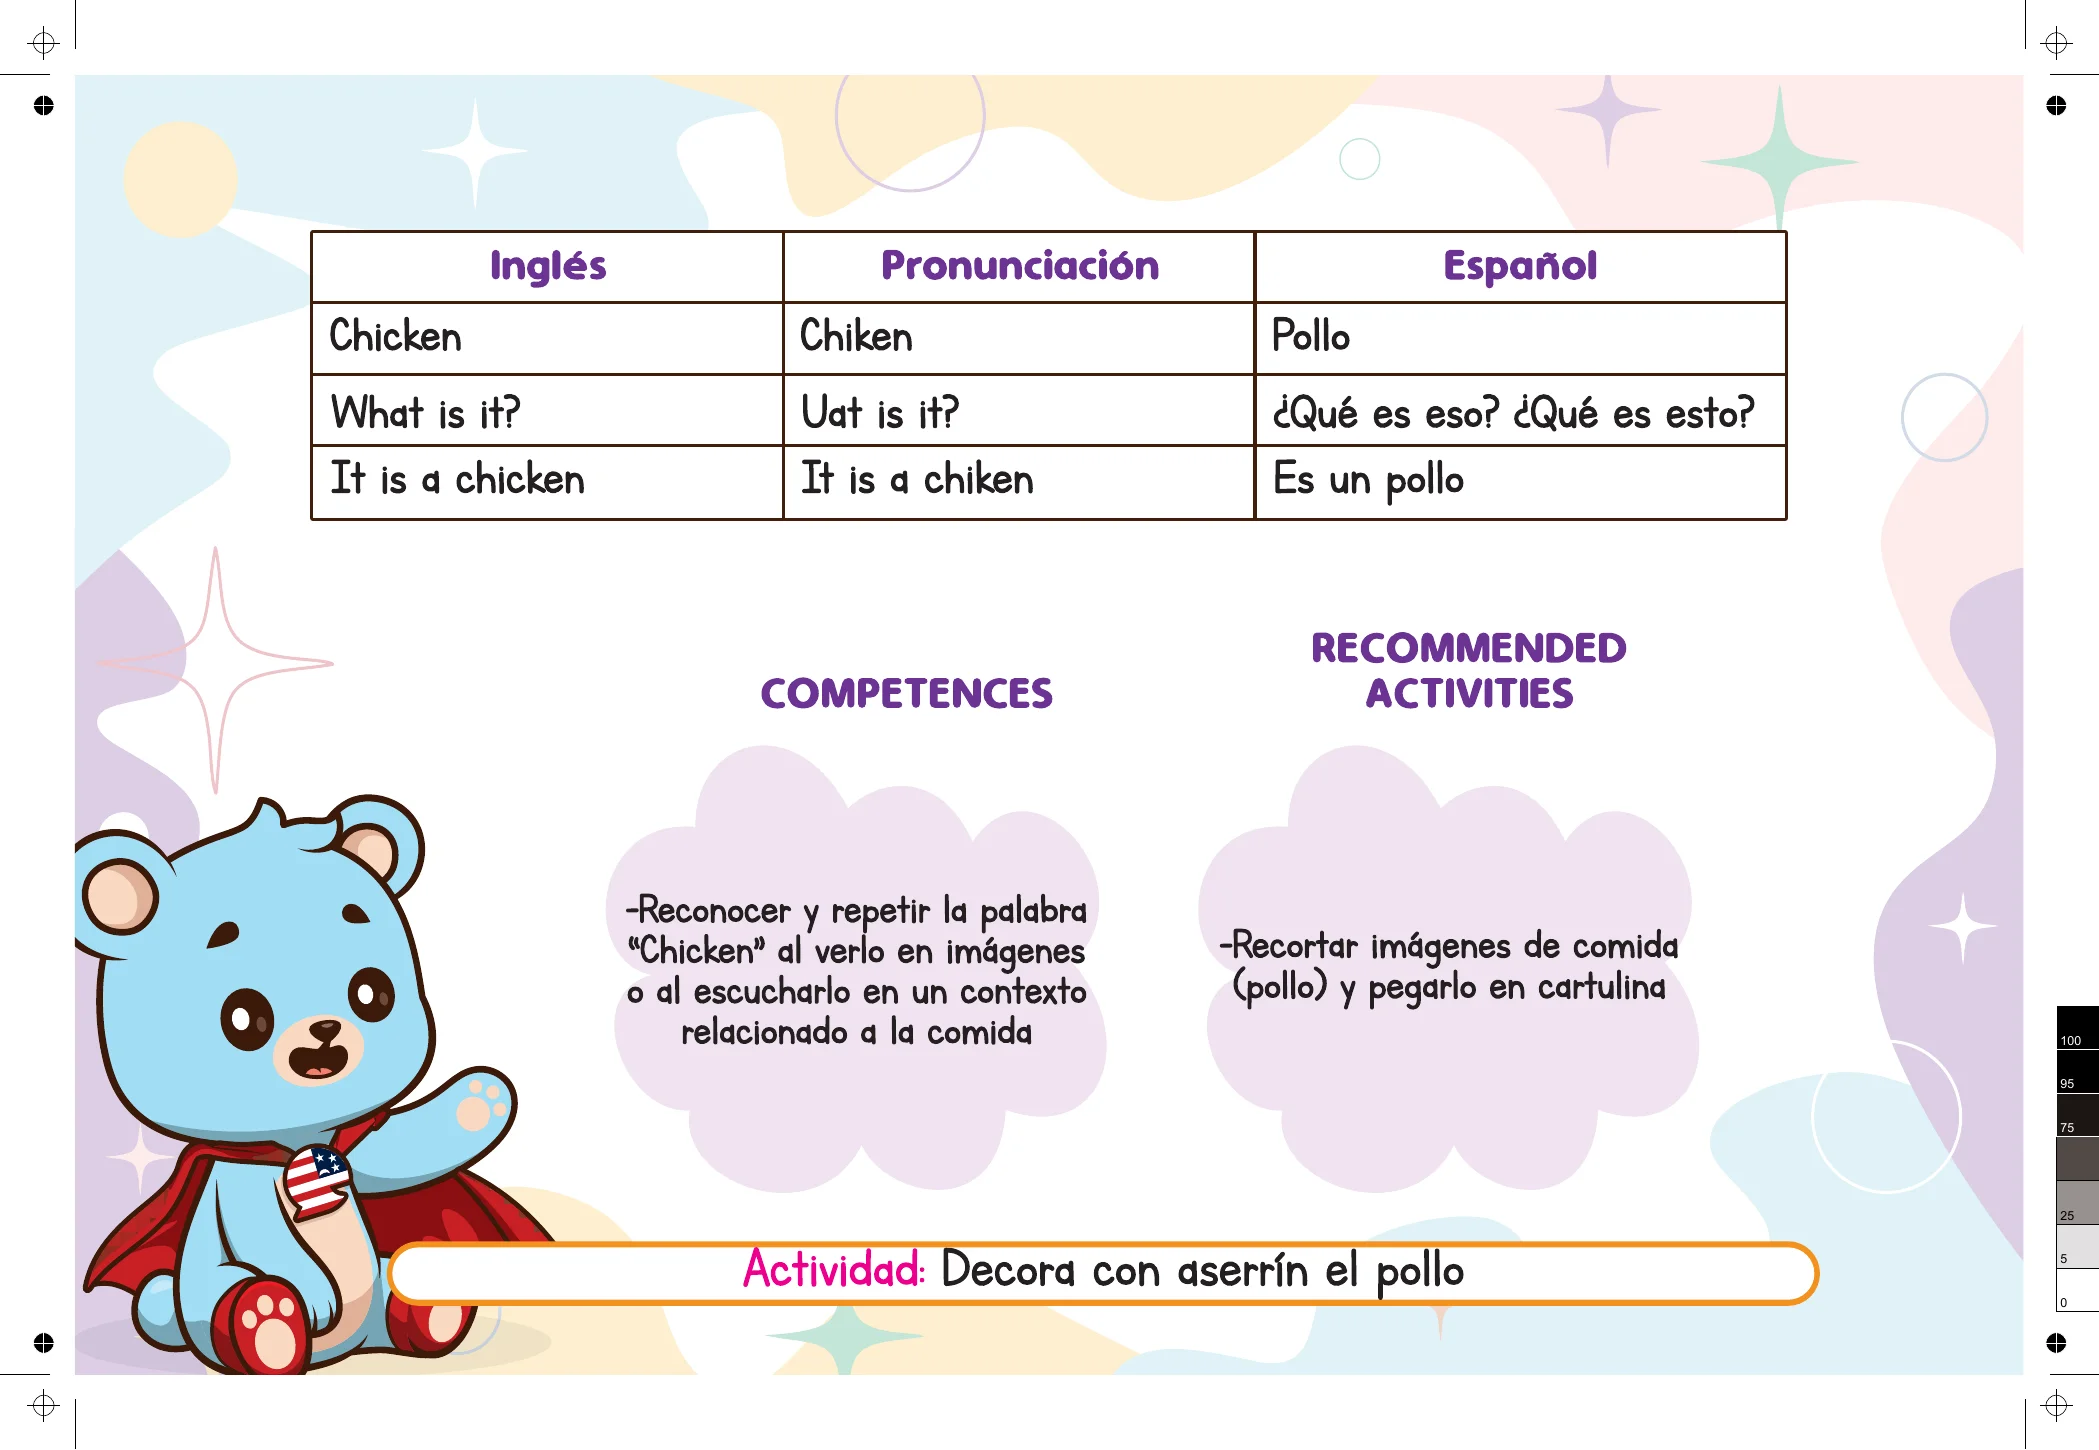 Inglés Pronunciación Español
Chicken Chiken Pollo
What is it? Uat is it? ¿Qué es eso? ¿Qué es esto?
It is a chicken It is a chiken Es un pollo
COMPETENCES
-Reconocer y repetir la palabra
“Chicken” al verlo en imágenes
o al escucharlo en un contexto
relacionado a la comida
RECOMMENDED
ACTIVITIES
-Recortar imágenes de comida
(pollo) y pegarlo en cartulina
Actividad: Decora con aserrín el pollo
100
95
75
25
5
0